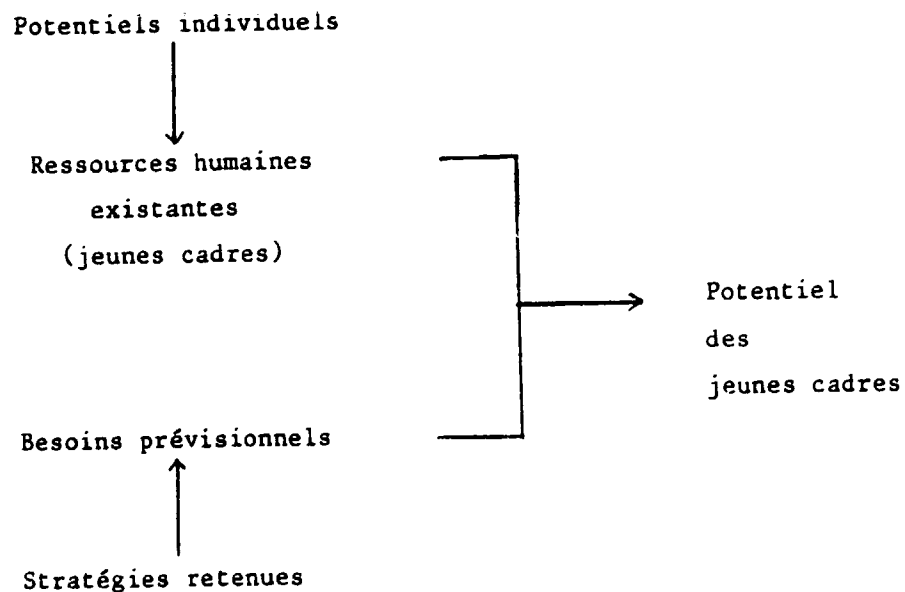 Potentiels individuels
Ressources humaines
existantes
(jeunes cadres)
Potentiel
des
jeunes cadres
Besoins prévisionnels
Stratégies retenues